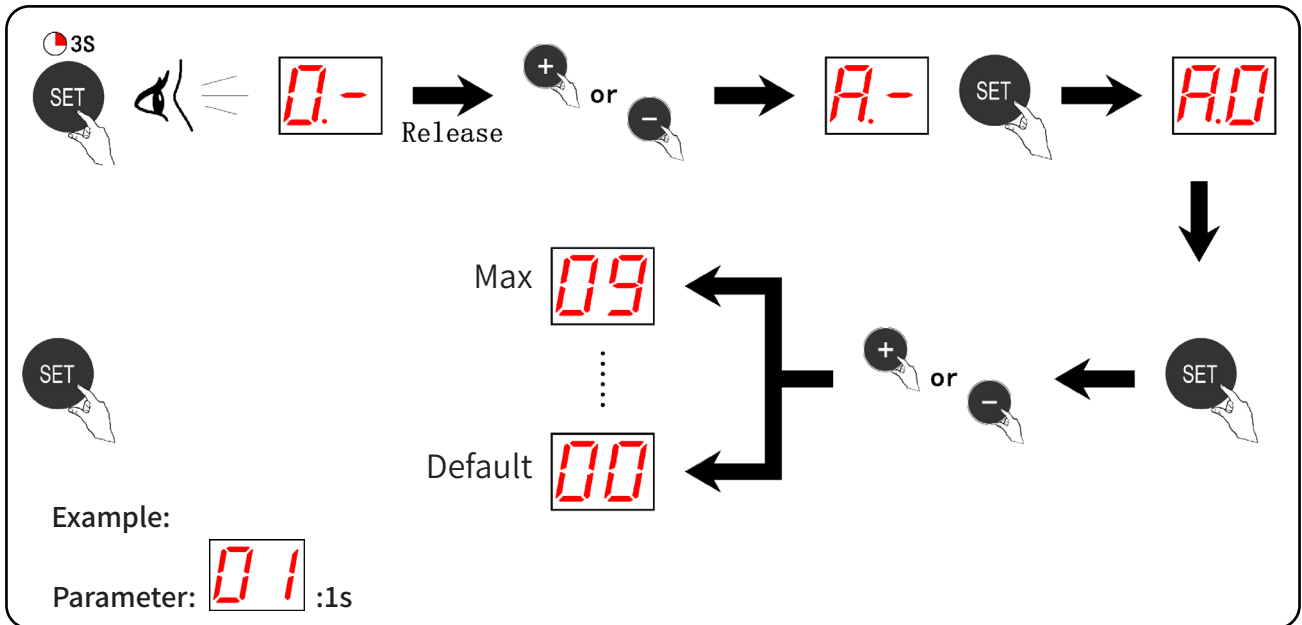 3S
SET
0.-
Release
+ or -
A.-
SET
A.0
Max 09
SET
+ or -
SET
Default 00
Example:
Parameter: 01 :1s